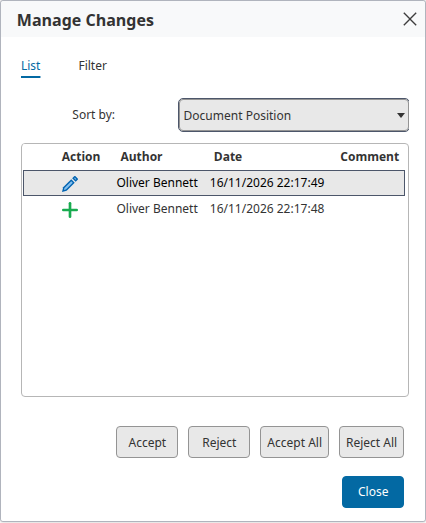 Manage Changes
List Filter
Sort by: Document Position
Action Author Date Comment
Oliver Bennett 16/11/2026 22:17:49
Oliver Bennett 16/11/2026 22:17:48
Accept Reject Accept All Reject All
Close